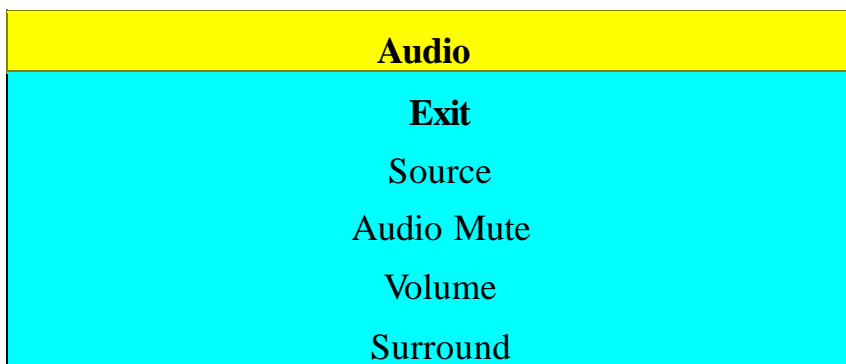 Audio
Exit
Source
Audio Mute
Volume
Surround